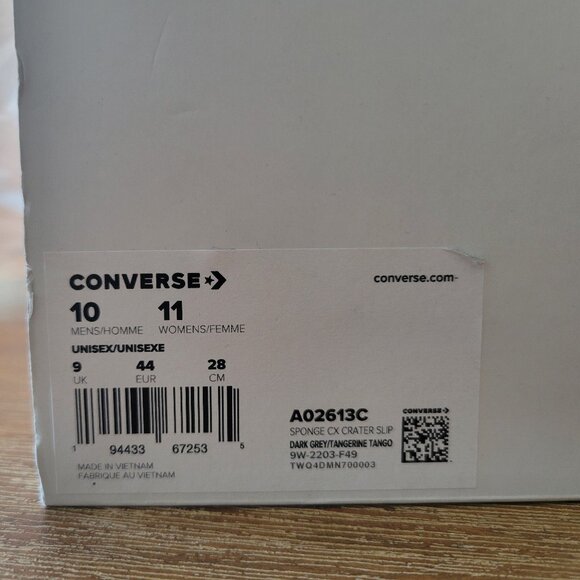 CONVERSE
converse.com
10 11
MENS/HOMME WOMENS/FEMME
UNISEX/UNISEXE
9 44 28
UK EUR CM
1 94433 67253 5
MADE IN VIETNAM
FABRIQUE AU VIETNAM
A02613C
SPONGE CX CRATER SLIP
DARK GREY/TANGERINE TANGO
9W-2203-F49
TWQ4DMN700003
CONVERSE